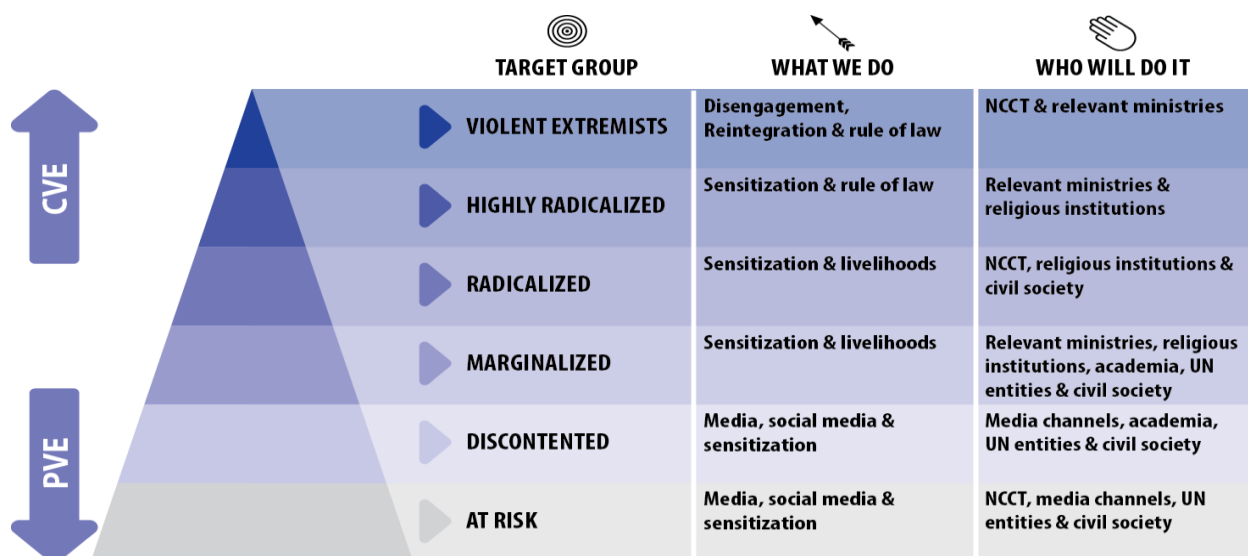 TARGET GROUP
WHAT WE DO
WHO WILL DO IT
CVE
VIOLENT EXTREMISTS
Disengagement,
Reintegration & rule of law
NCCT & relevant ministries
HIGHLY RADICALIZED
Sensitization & rule of law
Relevant ministries &
religious institutions
RADICALIZED
Sensitization & livelihoods
NCCT, religious institutions &
civil society
MARGINALIZED
Sensitization & livelihoods
Relevant ministries, religious
institutions, academia, UN
entities & civil society
PVE
DISCONTENTED
Media, social media &
sensitization
Media channels, academia,
UN entities & civil society
AT RISK
Media, social media &
sensitization
NCCT, media channels, UN
entities & civil society